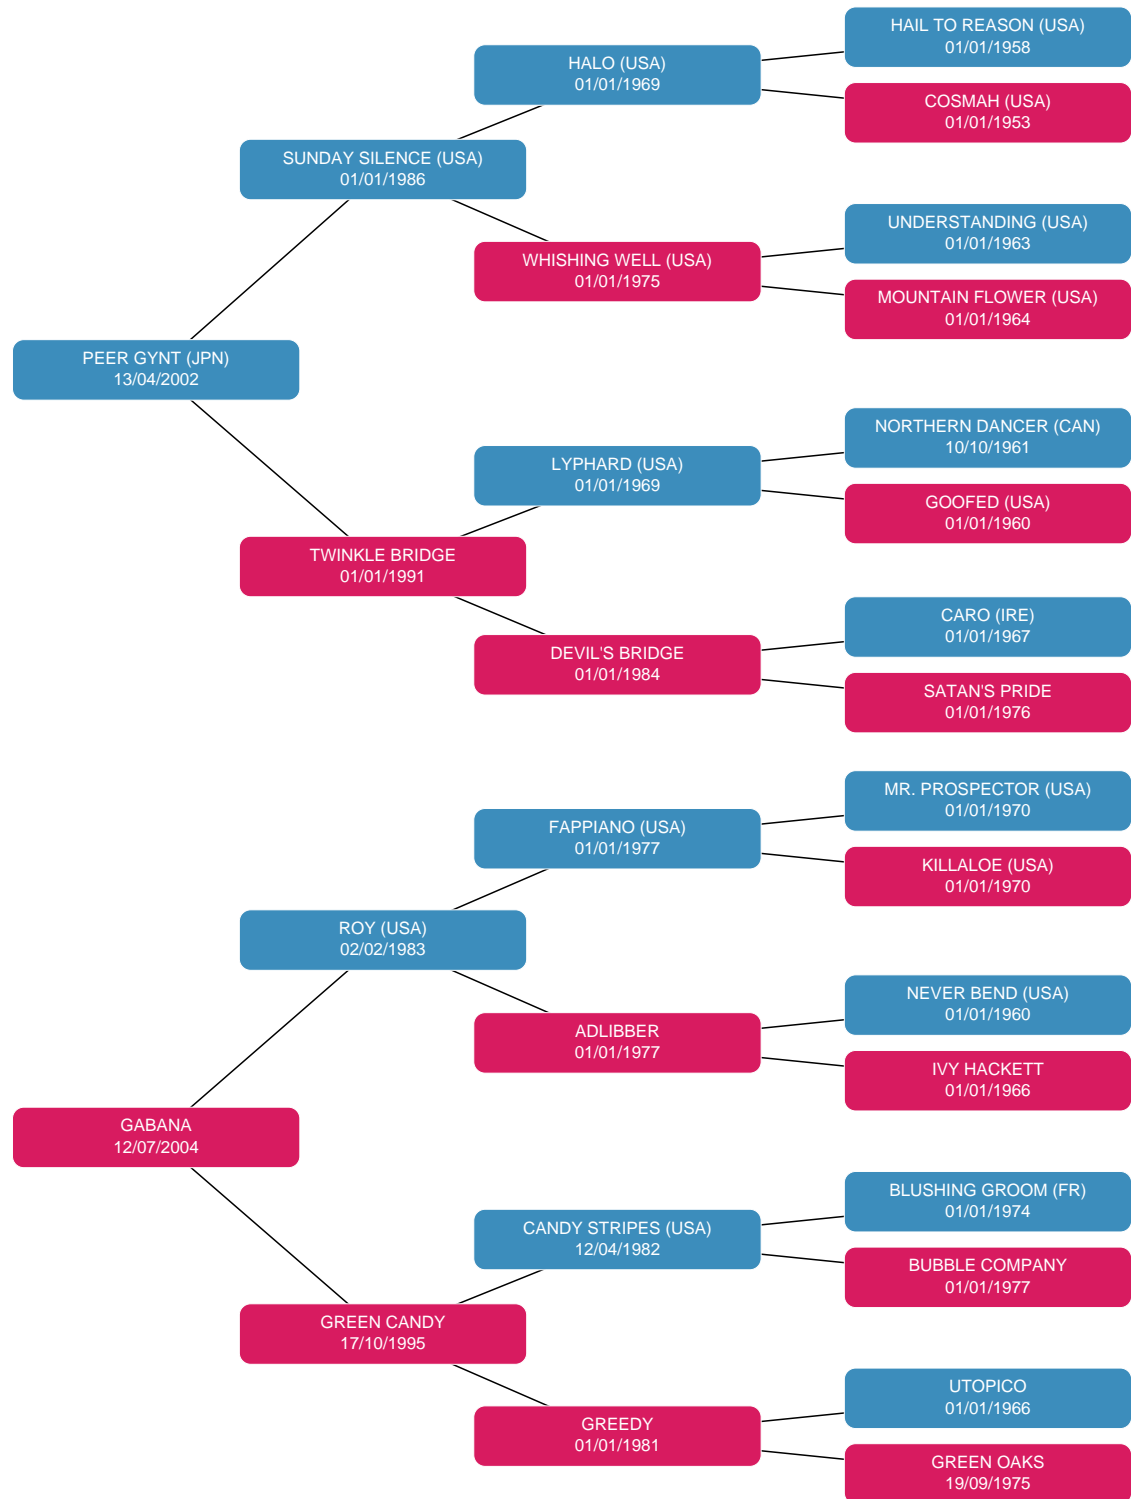 HAIL TO REASON (USA)
01/01/1958
HALO (USA)
01/01/1969
COSMAH (USA)
01/01/1953
SUNDAY SILENCE (USA)
01/01/1986
UNDERSTANDING (USA)
01/01/1963
WHISHING WELL (USA)
01/01/1975
MOUNTAIN FLOWER (USA)
01/01/1964
PEER GYNT (JPN)
13/04/2002
NORTHERN DANCER (CAN)
10/10/1961
LYPHARD (USA)
01/01/1969
GOOFED (USA)
01/01/1960
TWINKLE BRIDGE
01/01/1991
CARO (IRE)
01/01/1967
DEVIL'S BRIDGE
01/01/1984
SATAN'S PRIDE
01/01/1976
MR. PROSPECTOR (USA)
01/01/1970
FAPPIANO (USA)
01/01/1977
KILLALOE (USA)
01/01/1970
ROY (USA)
02/02/1983
NEVER BEND (USA)
01/01/1960
ADLIBBER
01/01/1977
IVY HACKETT
01/01/1966
GABANA
12/07/2004
BLUSHING GROOM (FR)
01/01/1974
CANDY STRIPES (USA)
12/04/1982
BUBBLE COMPANY
01/01/1977
GREEN CANDY
17/10/1995
UTOPICO
01/01/1966
GREEDY
01/01/1981
GREEN OAKS
19/09/1975